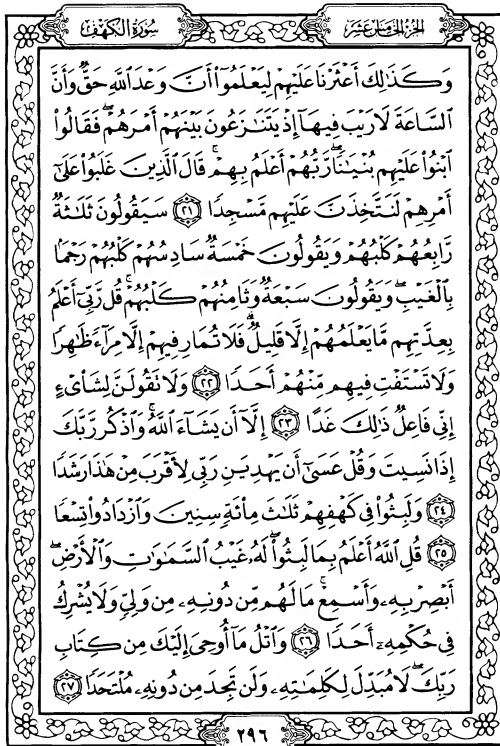 الجزء الخامس عشر
سورة الكهف
وَكَذَٰلِكَ أَعْثَرْنَا عَلَيْهِمْ لِيَعْلَمُوٓا۟ أَنَّ وَعْدَ ٱللَّهِ حَقٌّ وَأَنَّ
ٱلسَّاعَةَ لَا رَيْبَ فِيهَآ إِذْ يَتَنَٰزَعُونَ بَيْنَهُمْ أَمْرَهُمْ ۖ فَقَالُوا۟
ٱبْنُوا۟ عَلَيْهِم بُنْيَٰنًا ۖ رَّبُّهُمْ أَعْلَمُ بِهِمْ ۚ قَالَ ٱلَّذِينَ غَلَبُوا۟ عَلَىٰٓ
أَمْرِهِمْ لَنَتَّخِذَنَّ عَلَيْهِم مَّسْجِدًا ٢١ سَيَقُولُونَ ثَلَٰثَةٌ
رَّابِعُهُمْ كَلْبُهُمْ وَيَقُولُونَ خَمْسَةٌ سَادِسُهُمْ كَلْبُهُمْ رَجْمًۢا
بِٱلْغَيْبِ ۖ وَيَقُولُونَ سَبْعَةٌ وَثَامِنُهُمْ كَلْبُهُمْ ۚ قُل رَّبِّىٓ أَعْلَمُ
بِعِدَّتِهِم مَّا يَعْلَمُهُمْ إِلَّا قَلِيلٌ ۗ فَلَا تُمَارِ فِيهِمْ إِلَّا مِرَآءً ظَٰهِرًا
وَلَا تَسْتَفْتِ فِيهِم مِّنْهُمْ أَحَدًا ٢٢ وَلَا تَقُولَنَّ لِشَا۟ىْءٍ
إِنِّى فَاعِلٌ ذَٰلِكَ غَدًا ٢٣ إِلَّآ أَن يَشَآءَ ٱللَّهُ ۚ وَٱذْكُر رَّبَّكَ
إِذَا نَسِيتَ وَقُلْ عَسَىٰٓ أَن يَهْدِيَنِ رَبِّى لِأَقْرَبَ مِنْ هَٰذَا رَشَدًا
٢٤ وَلَبِثُوا۟ فِى كَهْفِهِمْ ثَلَٰثَ مِا۟ئَةٍ سِنِينَ وَٱزْدَادُوا۟ تِسْعًا
٢٥ قُلِ ٱللَّهُ أَعْلَمُ بِمَا لَبِثُوا۟ ۖ لَهُۥ غَيْبُ ٱلسَّمَٰوَٰتِ وَٱلْأَرْضِ ۖ
أَبْصِرْ بِهِۦ وَأَسْمِعْ ۚ مَا لَهُم مِّن دُونِهِۦ مِن وَلِىٍّ وَلَا يُشْرِكُ
فِى حُكْمِهِۦٓ أَحَدًا ٢٦ وَٱتْلُ مَآ أُوحِىَ إِلَيْكَ مِن كِتَابِ
رَبِّكَ ۖ لَا مُبَدِّلَ لِكَلِمَٰتِهِۦ وَلَن تَجِدَ مِن دُونِهِۦ مُلْتَحَدًا ٢٧
٢٩٦